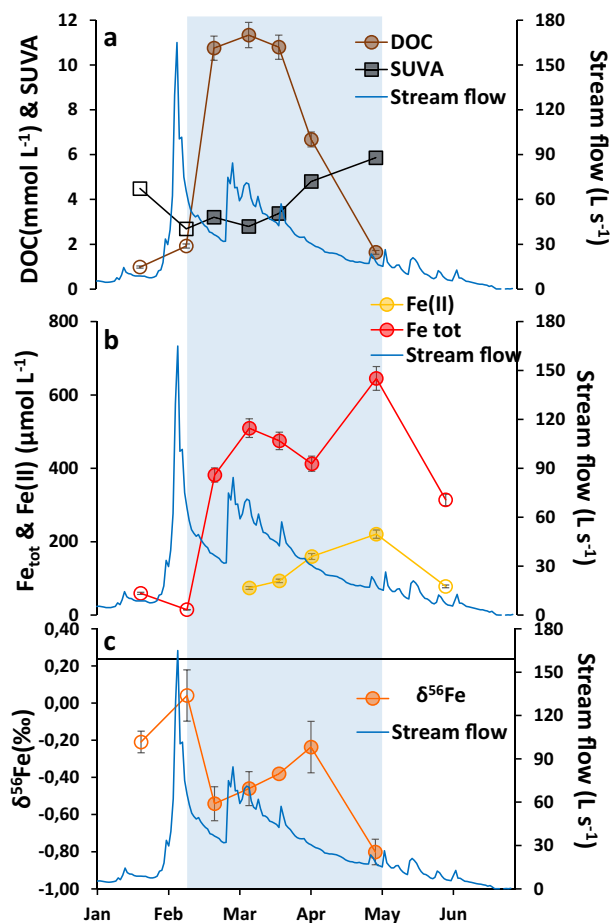 a
DOC
SUVA
Stream flow
DOC(mmol L-1) & SUVA
12
10
8
6
4
2
0
180
150
120
90
60
30
0
Stream flow (L s-1)
b
Fe(II)
Fe tot
Stream flow
Fetot & Fe(II) (µmol L-1)
800
600
400
200
0
180
150
120
90
60
30
0
Stream flow (L s-1)
c
δ56Fe
Stream flow
δ56Fe(‰)
0,40
0,20
0,00
-0,20
-0,40
-0,60
-0,80
-1,00
180
150
120
90
60
30
0
Stream flow (L s-1)
Jan Feb Mar Apr May Jun